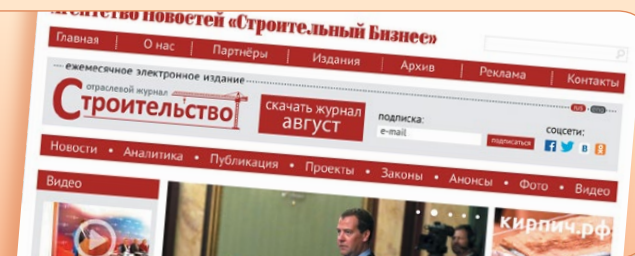 Агентство Новостей «Строительный Бизнес»
Главная | О нас | Партнёры | Издания | Архив | Реклама | Контакты
ежемесячное электронное издание
отраслевой журнал
Строительство
скачать журнал
август
подписка:
e-mail
подписаться
соцсети:
Новости • Аналитика • Публикация • Проекты • Законы • Анонсы • Фото • Видео
Видео
кирпич.рф